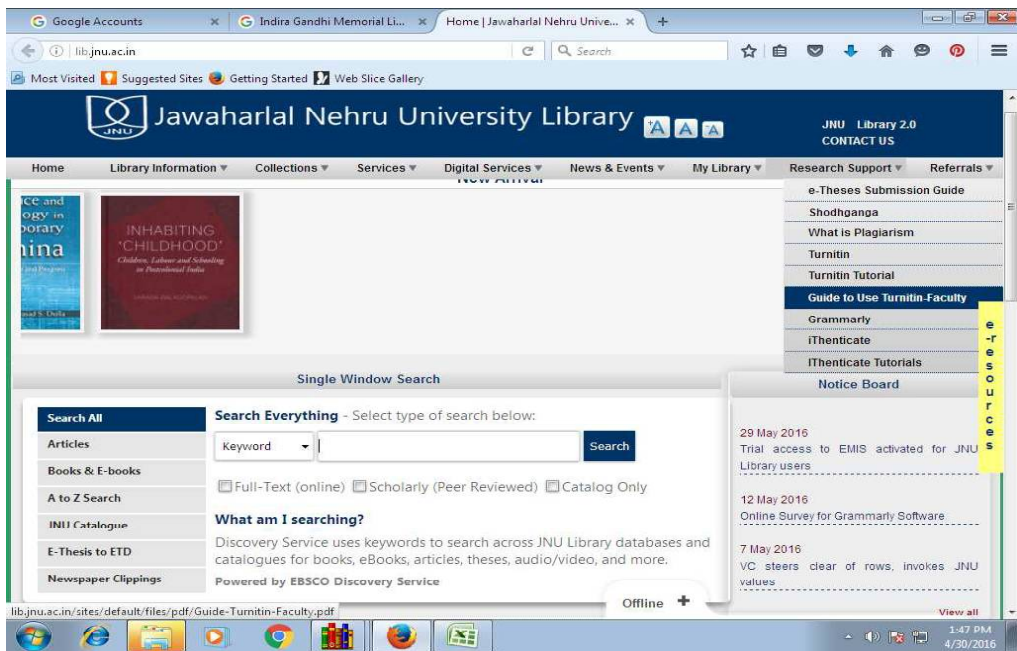 Google Accounts
Indira Gandhi Memorial Li...
Home | Jawaharlal Nehru Unive...
lib.jnu.ac.in
Search
Most Visited
Suggested Sites
Getting Started
Web Slice Gallery
JNU
Jawaharlal Nehru University Library
+A A -A
JNU Library 2.0
CONTACT US
Home
Library Information
Collections
Services
Digital Services
News & Events
My Library
Research Support
Referrals
New Arrival
e-Theses Submission Guide
Shodhganga
What is Plagiarism
Turnitin
Turnitin Tutorial
Guide to Use Turnitin-Faculty
Grammarly
iThenticate
IThenticate Tutorials
INHABITING
'CHILDHOOD'
Children, Labour and Schooling
in Postcolonial India
e-resources
Single Window Search
Search All
Articles
Books & E-books
A to Z Search
JNU Catalogue
E-Thesis to ETD
Newspaper Clippings
Search Everything - Select type of search below:
Keyword
Search
Full-Text (online)
Scholarly (Peer Reviewed)
Catalog Only
What am I searching?
Discovery Service uses keywords to search across JNU Library databases and
catalogues for books, eBooks, articles, theses, audio/video, and more.
Powered by EBSCO Discovery Service
Notice Board
29 May 2016
Trial access to EMIS activated for JNU
Library users
12 May 2016
Online Survey for Grammarly Software
7 May 2016
VC steers clear of rows, invokes JNU
values
View all
Offline +
lib.jnu.ac.in/sites/default/files/pdf/Guide-Turnitin-Faculty.pdf
1:47 PM
4/30/2016